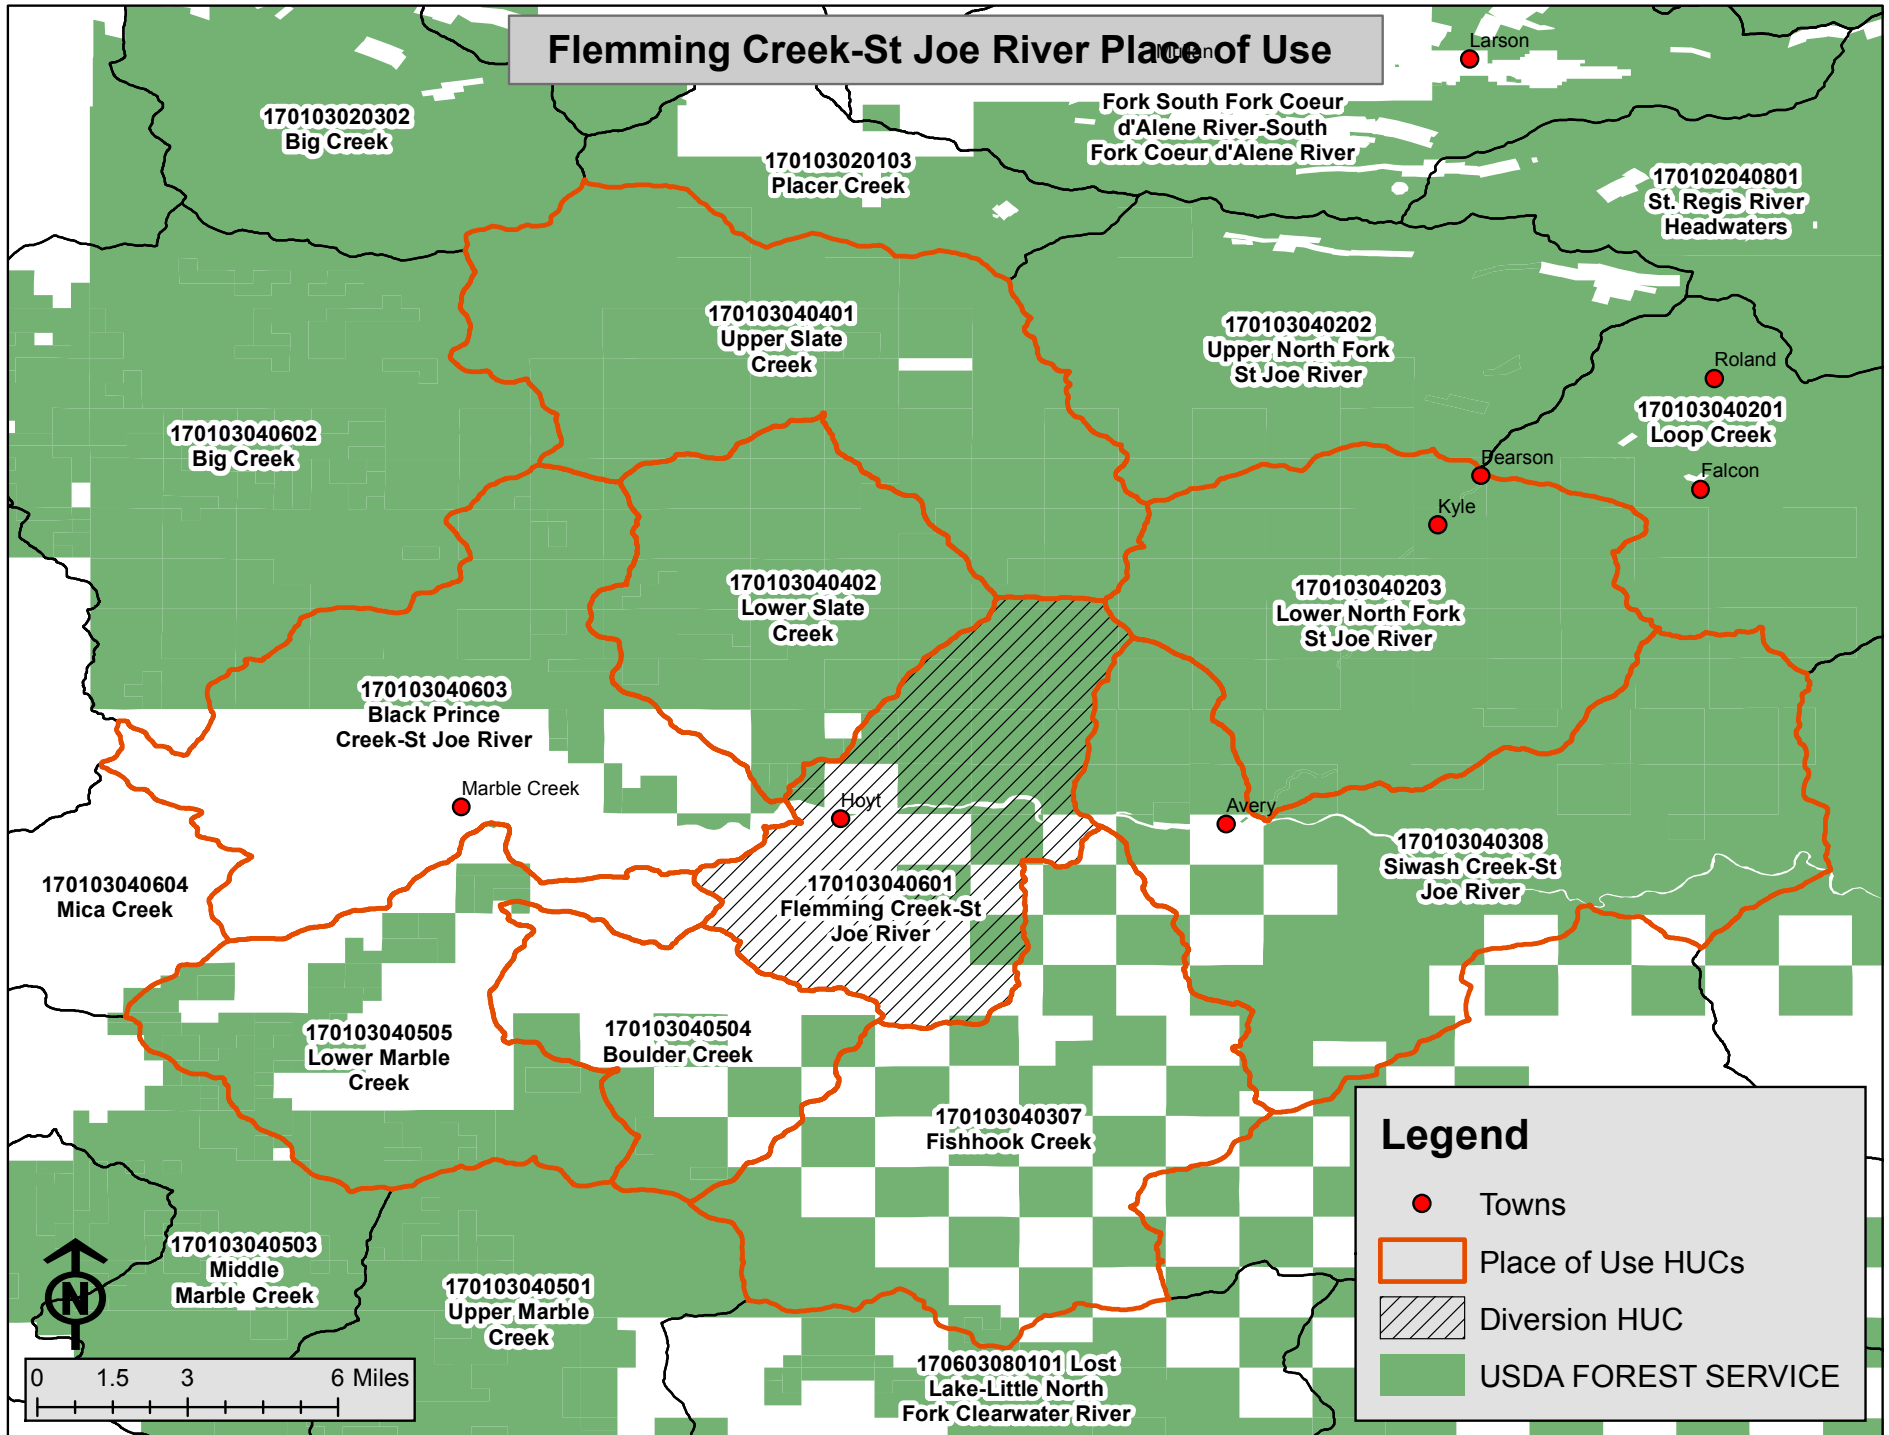 Flemming Creek-St Joe River Place of Use
Mullan
Larson
170103020302
Big Creek
170103020103
Placer Creek
Fork South Fork Coeur
d'Alene River-South
Fork Coeur d'Alene River
170102040801
St. Regis River
Headwaters
170103040401
Upper Slate
Creek
170103040202
Upper North Fork
St Joe River
Roland
170103040201
Loop Creek
170103040602
Big Creek
Pearson
Falcon
Kyle
170103040402
Lower Slate
Creek
170103040203
Lower North Fork
St Joe River
170103040603
Black Prince
Creek-St Joe River
Marble Creek
Hoyt
Avery
170103040308
Siwash Creek-St
Joe River
170103040604
Mica Creek
170103040601
Flemming Creek-St
Joe River
170103040505
Lower Marble
Creek
170103040504
Boulder Creek
170103040307
Fishhook Creek
170103040503
Middle
Marble Creek
170103040501
Upper Marble
Creek
170603080101 Lost
Lake-Little North
Fork Clearwater River
N
0 1.5 3 6 Miles
Legend
Towns
Place of Use HUCs
Diversion HUC
USDA FOREST SERVICE